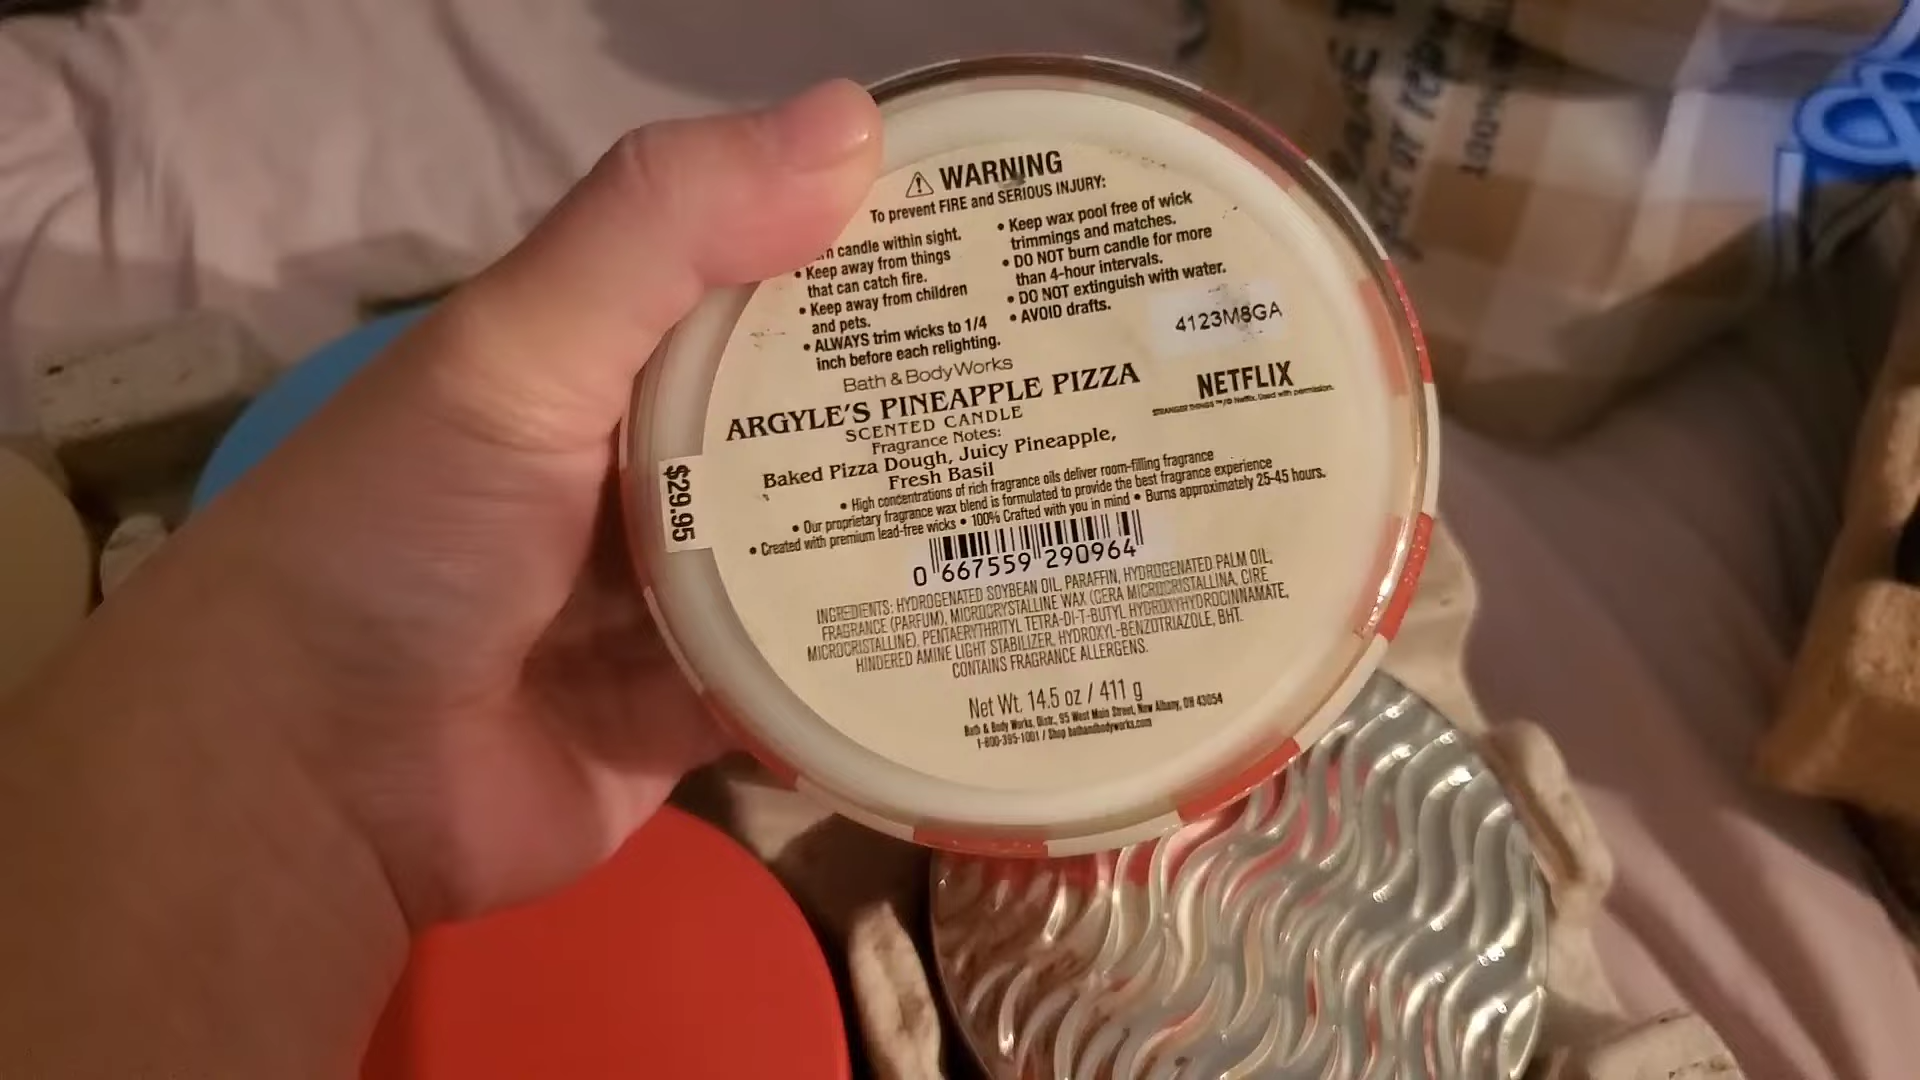 WARNING
To prevent FIRE and SERIOUS INJURY:
candle within sight.
• Keep away from things
that can catch fire.
• Keep away from children
and pets.
• ALWAYS trim wicks to 1/4
inch before each relighting.
• Keep wax pool free of wick
trimmings and matches.
• DO NOT burn candle for more
than 4-hour intervals.
• DO NOT extinguish with water.
• AVOID drafts.
4123M8GA
Bath & Body Works
ARGYLE'S PINEAPPLE PIZZA
SCENTED CANDLE
NETFLIX
STRANGER THINGS ™/© Netflix. Used with permission.
Fragrance Notes:
Baked Pizza Dough, Juicy Pineapple,
Fresh Basil
• High concentrations of rich fragrance oils deliver room-filling fragrance
• Our proprietary fragrance wax blend is formulated to provide the best fragrance experience
• Created with premium lead-free wicks • 100% Crafted with you in mind • Burns approximately 25-45 hours.
$29.95
0 667559 290964
INGREDIENTS: HYDROGENATED SOYBEAN OIL, PARAFFIN, HYDROGENATED PALM OIL,
FRAGRANCE (PARFUM), MICROCRYSTALLINE WAX (CERA MICROCRISTALLINA, CIRE
MICROCRISTALLINE), PENTAERYTHRITYL TETRA-DI-T-BUTYL HYDROXYHYDROCINNAMATE,
HINDERED AMINE LIGHT STABILIZER, HYDROXYL-BENZOTRIAZOLE, BHT.
CONTAINS FRAGRANCE ALLERGENS.
Net Wt. 14.5 oz / 411 g
Bath & Body Works, Distr., 95 West Main Street, New Albany, OH 43054
1-800-395-1001 / Shop bathandbodyworks.com